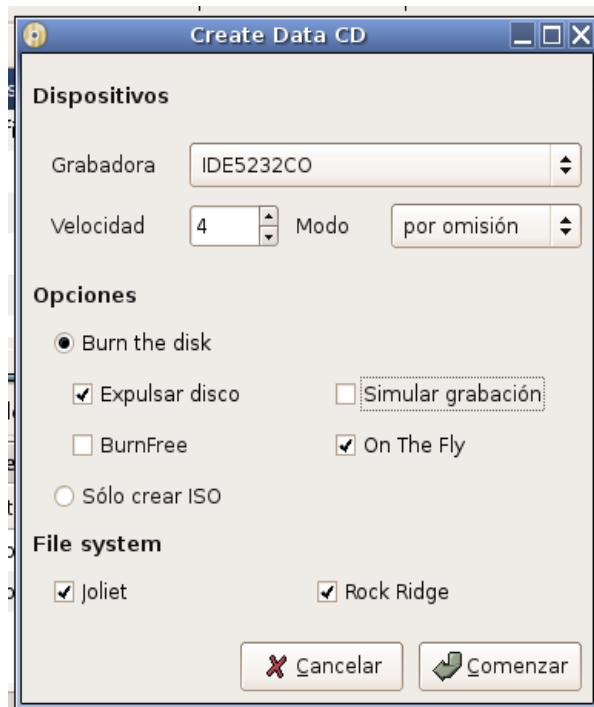 Create Data CD
Dispositivos
Grabadora IDE5232CO
Velocidad 4 Modo por omisión
Opciones
Burn the disk
Expulsar disco Simular grabación
BurnFree On The Fly
Sólo crear ISO
File system
Joliet Rock Ridge
Cancelar Comenzar